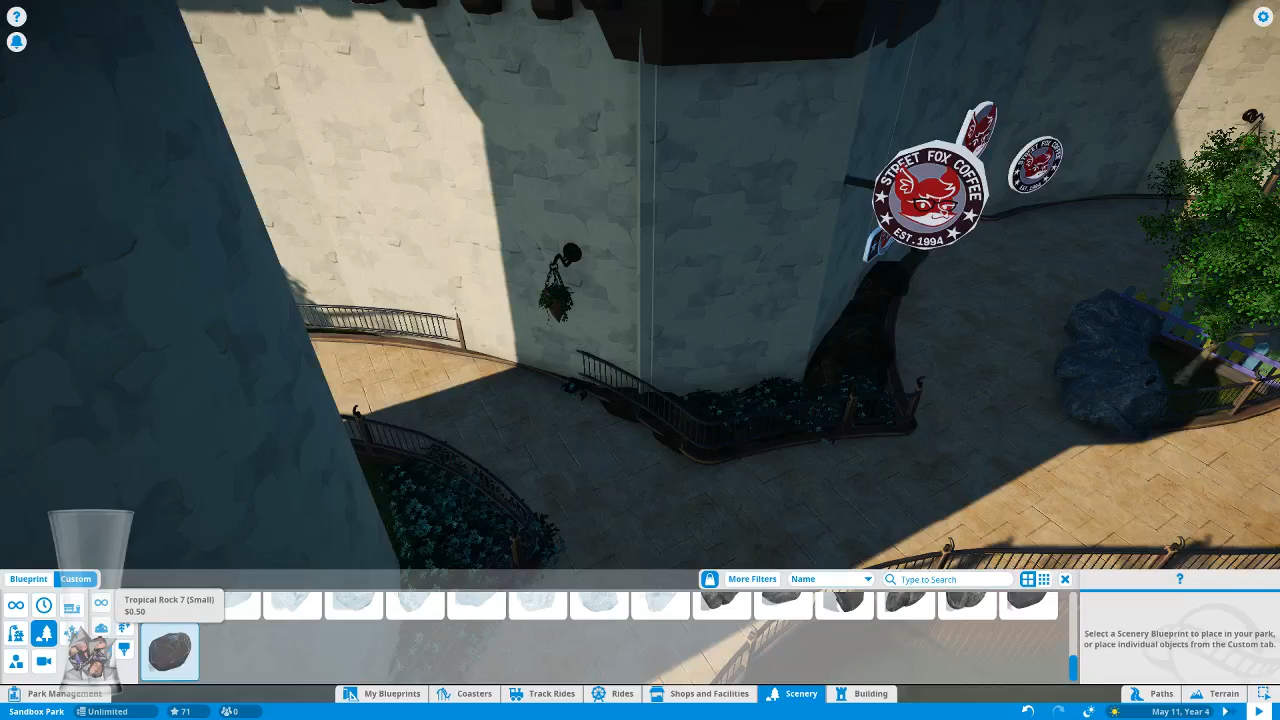 STREET FOX COFFEE
EST. 1994
Blueprint
Custom
More Filters
Name
Type to Search
?
Tropical Rock 7 (Small)
$0.50
Select a Scenery Blueprint to place in your park,
or place individual objects from the Custom tab.
Park Management
My Blueprints
Coasters
Track Rides
Rides
Shops and Facilities
Scenery
Building
Paths
Terrain
Sandbox Park
Unlimited
71
0
May 11, Year 4